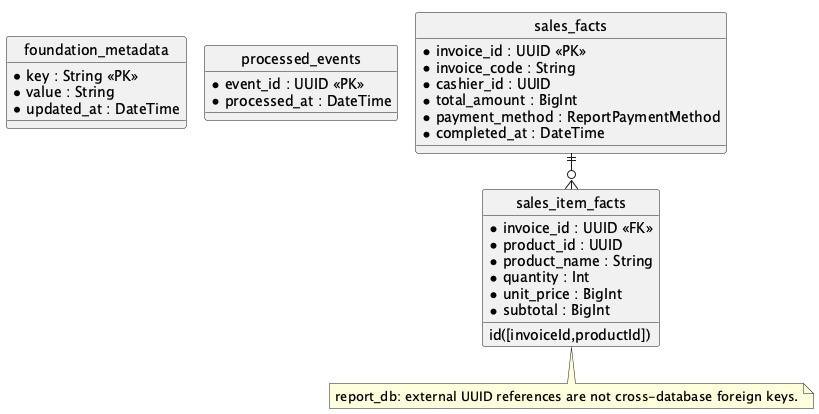 foundation_metadata
key : String «PK»
value : String
updated_at : DateTime
processed_events
event_id : UUID «PK»
processed_at : DateTime
sales_facts
invoice_id : UUID «PK»
invoice_code : String
cashier_id : UUID
total_amount : BigInt
payment_method : ReportPaymentMethod
completed_at : DateTime
sales_item_facts
invoice_id : UUID «FK»
product_id : UUID
product_name : String
quantity : Int
unit_price : BigInt
subtotal : BigInt
id([invoiceId,productId])
report_db: external UUID references are not cross-database foreign keys.